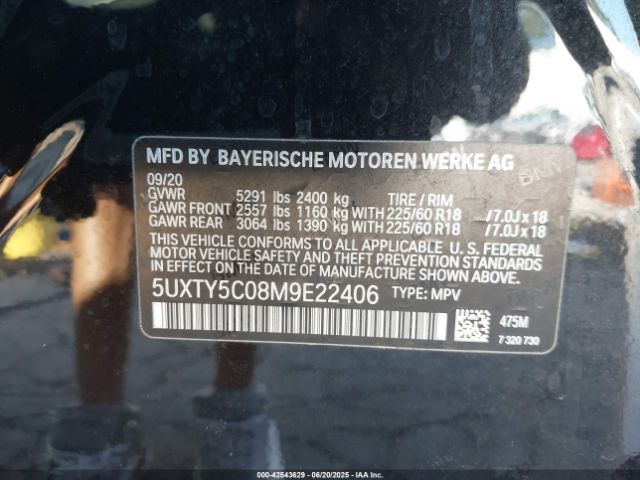 MFD BY BAYERISCHE MOTOREN WERKE AG
09/20
GVWR 5291 lbs 2400 kg TIRE / RIM
GAWR FRONT 2557 lbs 1160 kg WITH 225/60 R18 /7.0J x 18
GAWR REAR 3064 lbs 1390 kg WITH 225/60 R18 /7.0J x 18
THIS VEHICLE CONFORMS TO ALL APPLICABLE U. S. FEDERAL
MOTOR VEHICLE SAFETY AND THEFT PREVENTION STANDARDS
IN EFFECT ON THE DATE OF MANUFACTURE SHOWN ABOVE.
5UXTY5C08M9E22406 TYPE: MPV
475M
7 320 730
000-42543629 - 06/20/2025 - COPYRIGHT © IAA, LLC.